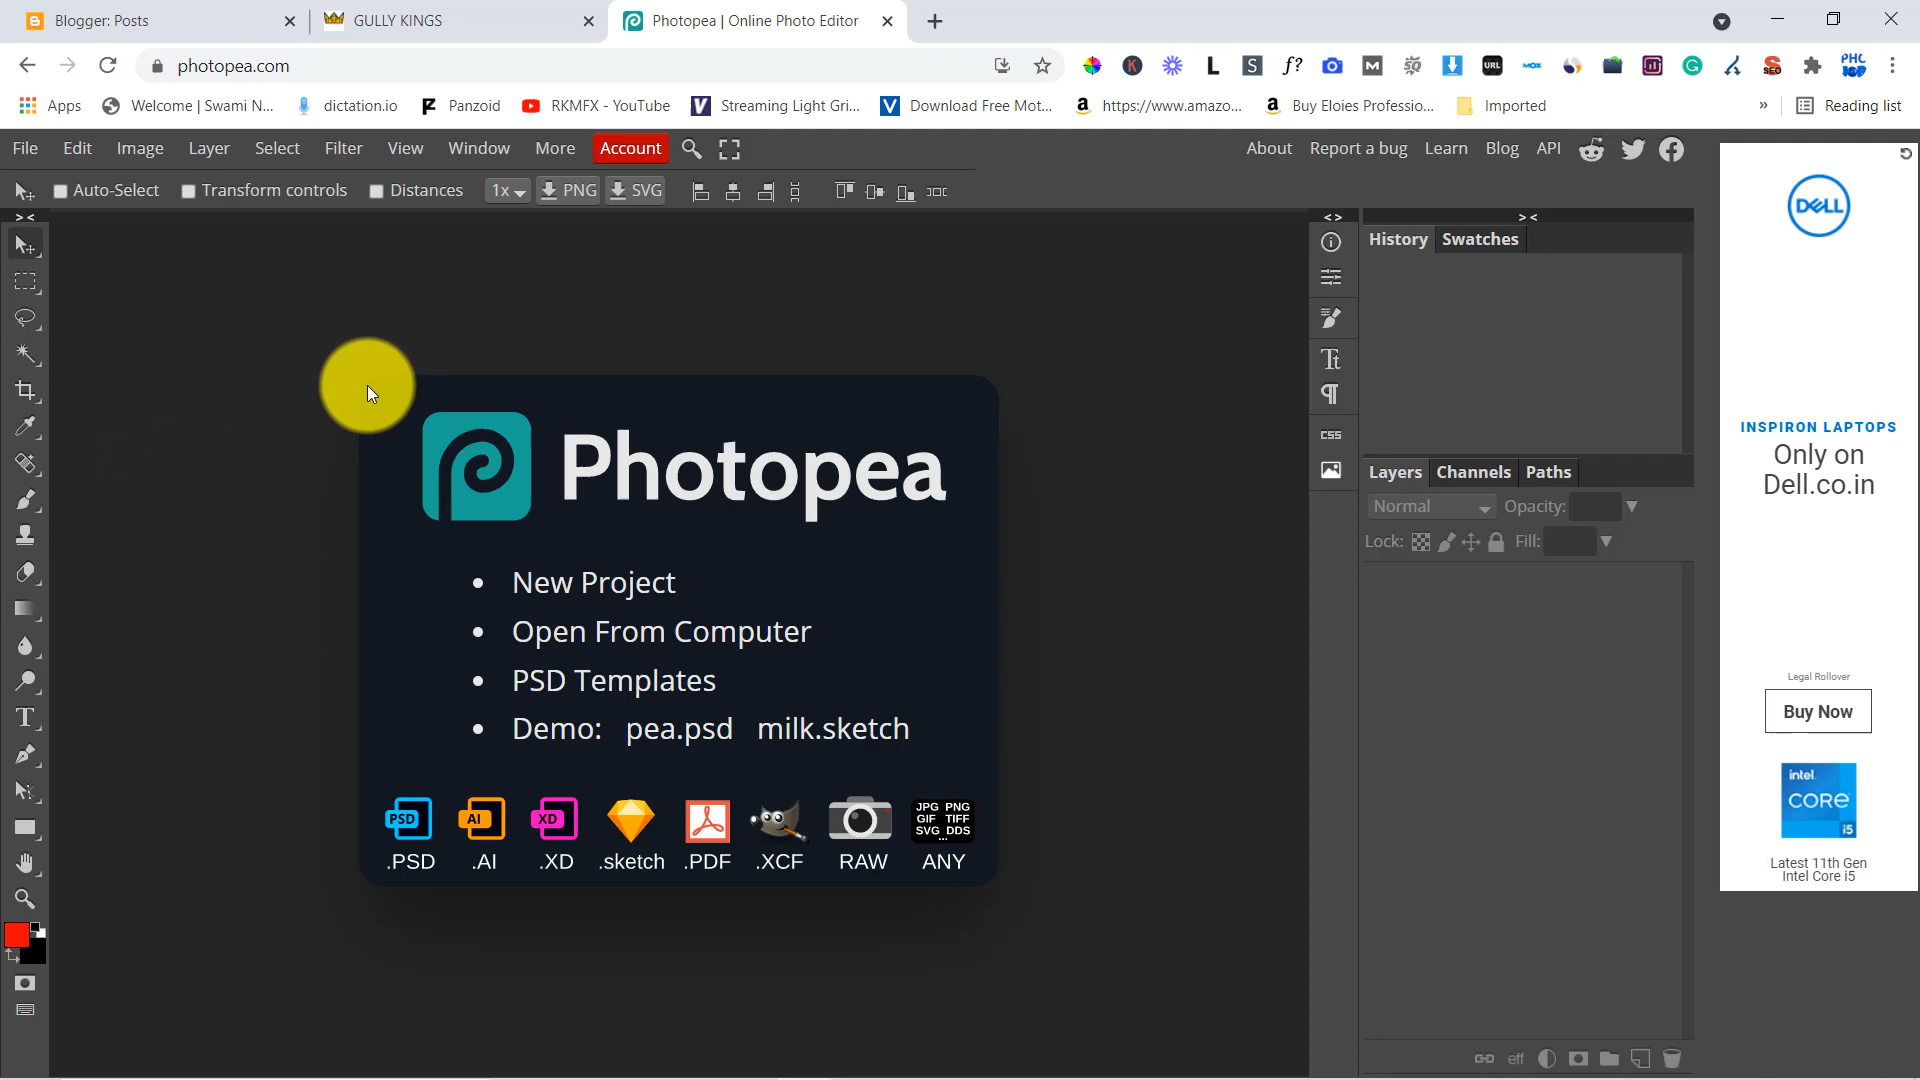 Blogger: Posts
GULLY KINGS
Photopea | Online Photo Editor
photopea.com
Apps
Welcome | Swami N...
dictation.io
Panzoid
RKMFX - YouTube
Streaming Light Gri...
Download Free Mot...
https://www.amazo...
Buy Eloies Professio...
Imported
»
Reading list
File Edit Image Layer Select Filter View Window More Account
About Report a bug Learn Blog API
Auto-Select Transform controls Distances 1x PNG SVG
> <
< >
> <
History Swatches
CSS
Layers Channels Paths
Normal Opacity:
Lock: Fill:
eff
Photopea
• New Project
• Open From Computer
• PSD Templates
• Demo: pea.psd milk.sketch
PSD AI XD
JPG PNG
GIF TIFF
SVG DDS
...
.PSD .AI .XD .sketch .PDF .XCF RAW ANY
DELL
INSPIRON LAPTOPS
Only on
Dell.co.in
Legal Rollover
Buy Now
intel
CORE
i5
Latest 11th Gen
Intel Core i5